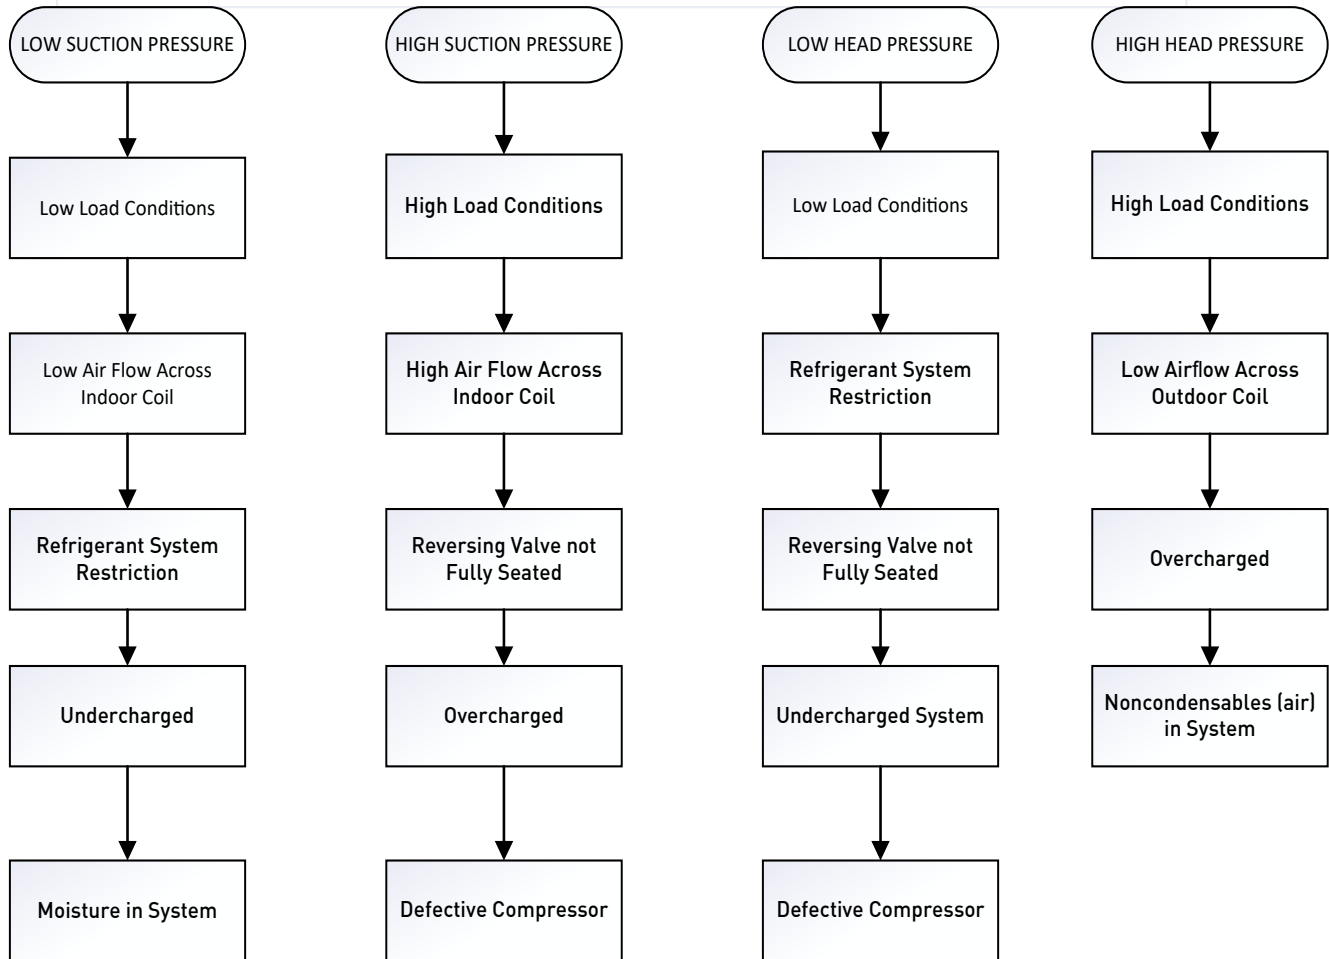 LOW SUCTION PRESSURE
Low Load Conditions
Low Air Flow Across
Indoor Coil
Refrigerant System
Restriction
Undercharged
Moisture in System
HIGH SUCTION PRESSURE
High Load Conditions
High Air Flow Across
Indoor Coil
Reversing Valve not
Fully Seated
Overcharged
Defective Compressor
LOW HEAD PRESSURE
Low Load Conditions
Refrigerant System
Restriction
Reversing Valve not
Fully Seated
Undercharged System
Defective Compressor
HIGH HEAD PRESSURE
High Load Conditions
Low Airflow Across
Outdoor Coil
Overcharged
Noncondensables (air)
in System